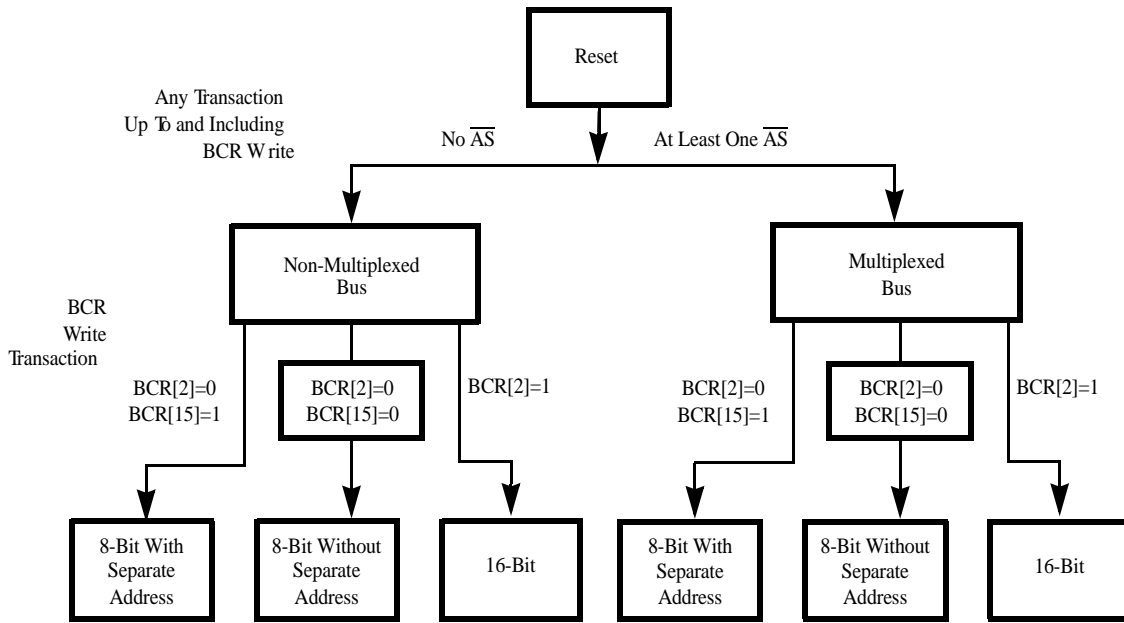 Reset
Any Transaction
Up To and Including
BCR Write
No A̅S̅
At Least One A̅S̅
Non-Multiplexed
Bus
Multiplexed
Bus
BCR
Write
Transaction
BCR[2]=0
BCR[15]=1
BCR[2]=0
BCR[15]=0
BCR[2]=1
BCR[2]=0
BCR[15]=1
BCR[2]=0
BCR[15]=0
BCR[2]=1
8-Bit With
Separate
Address
8-Bit Without
Separate
Address
16-Bit
8-Bit With
Separate
Address
8-Bit Without
Separate
Address
16-Bit